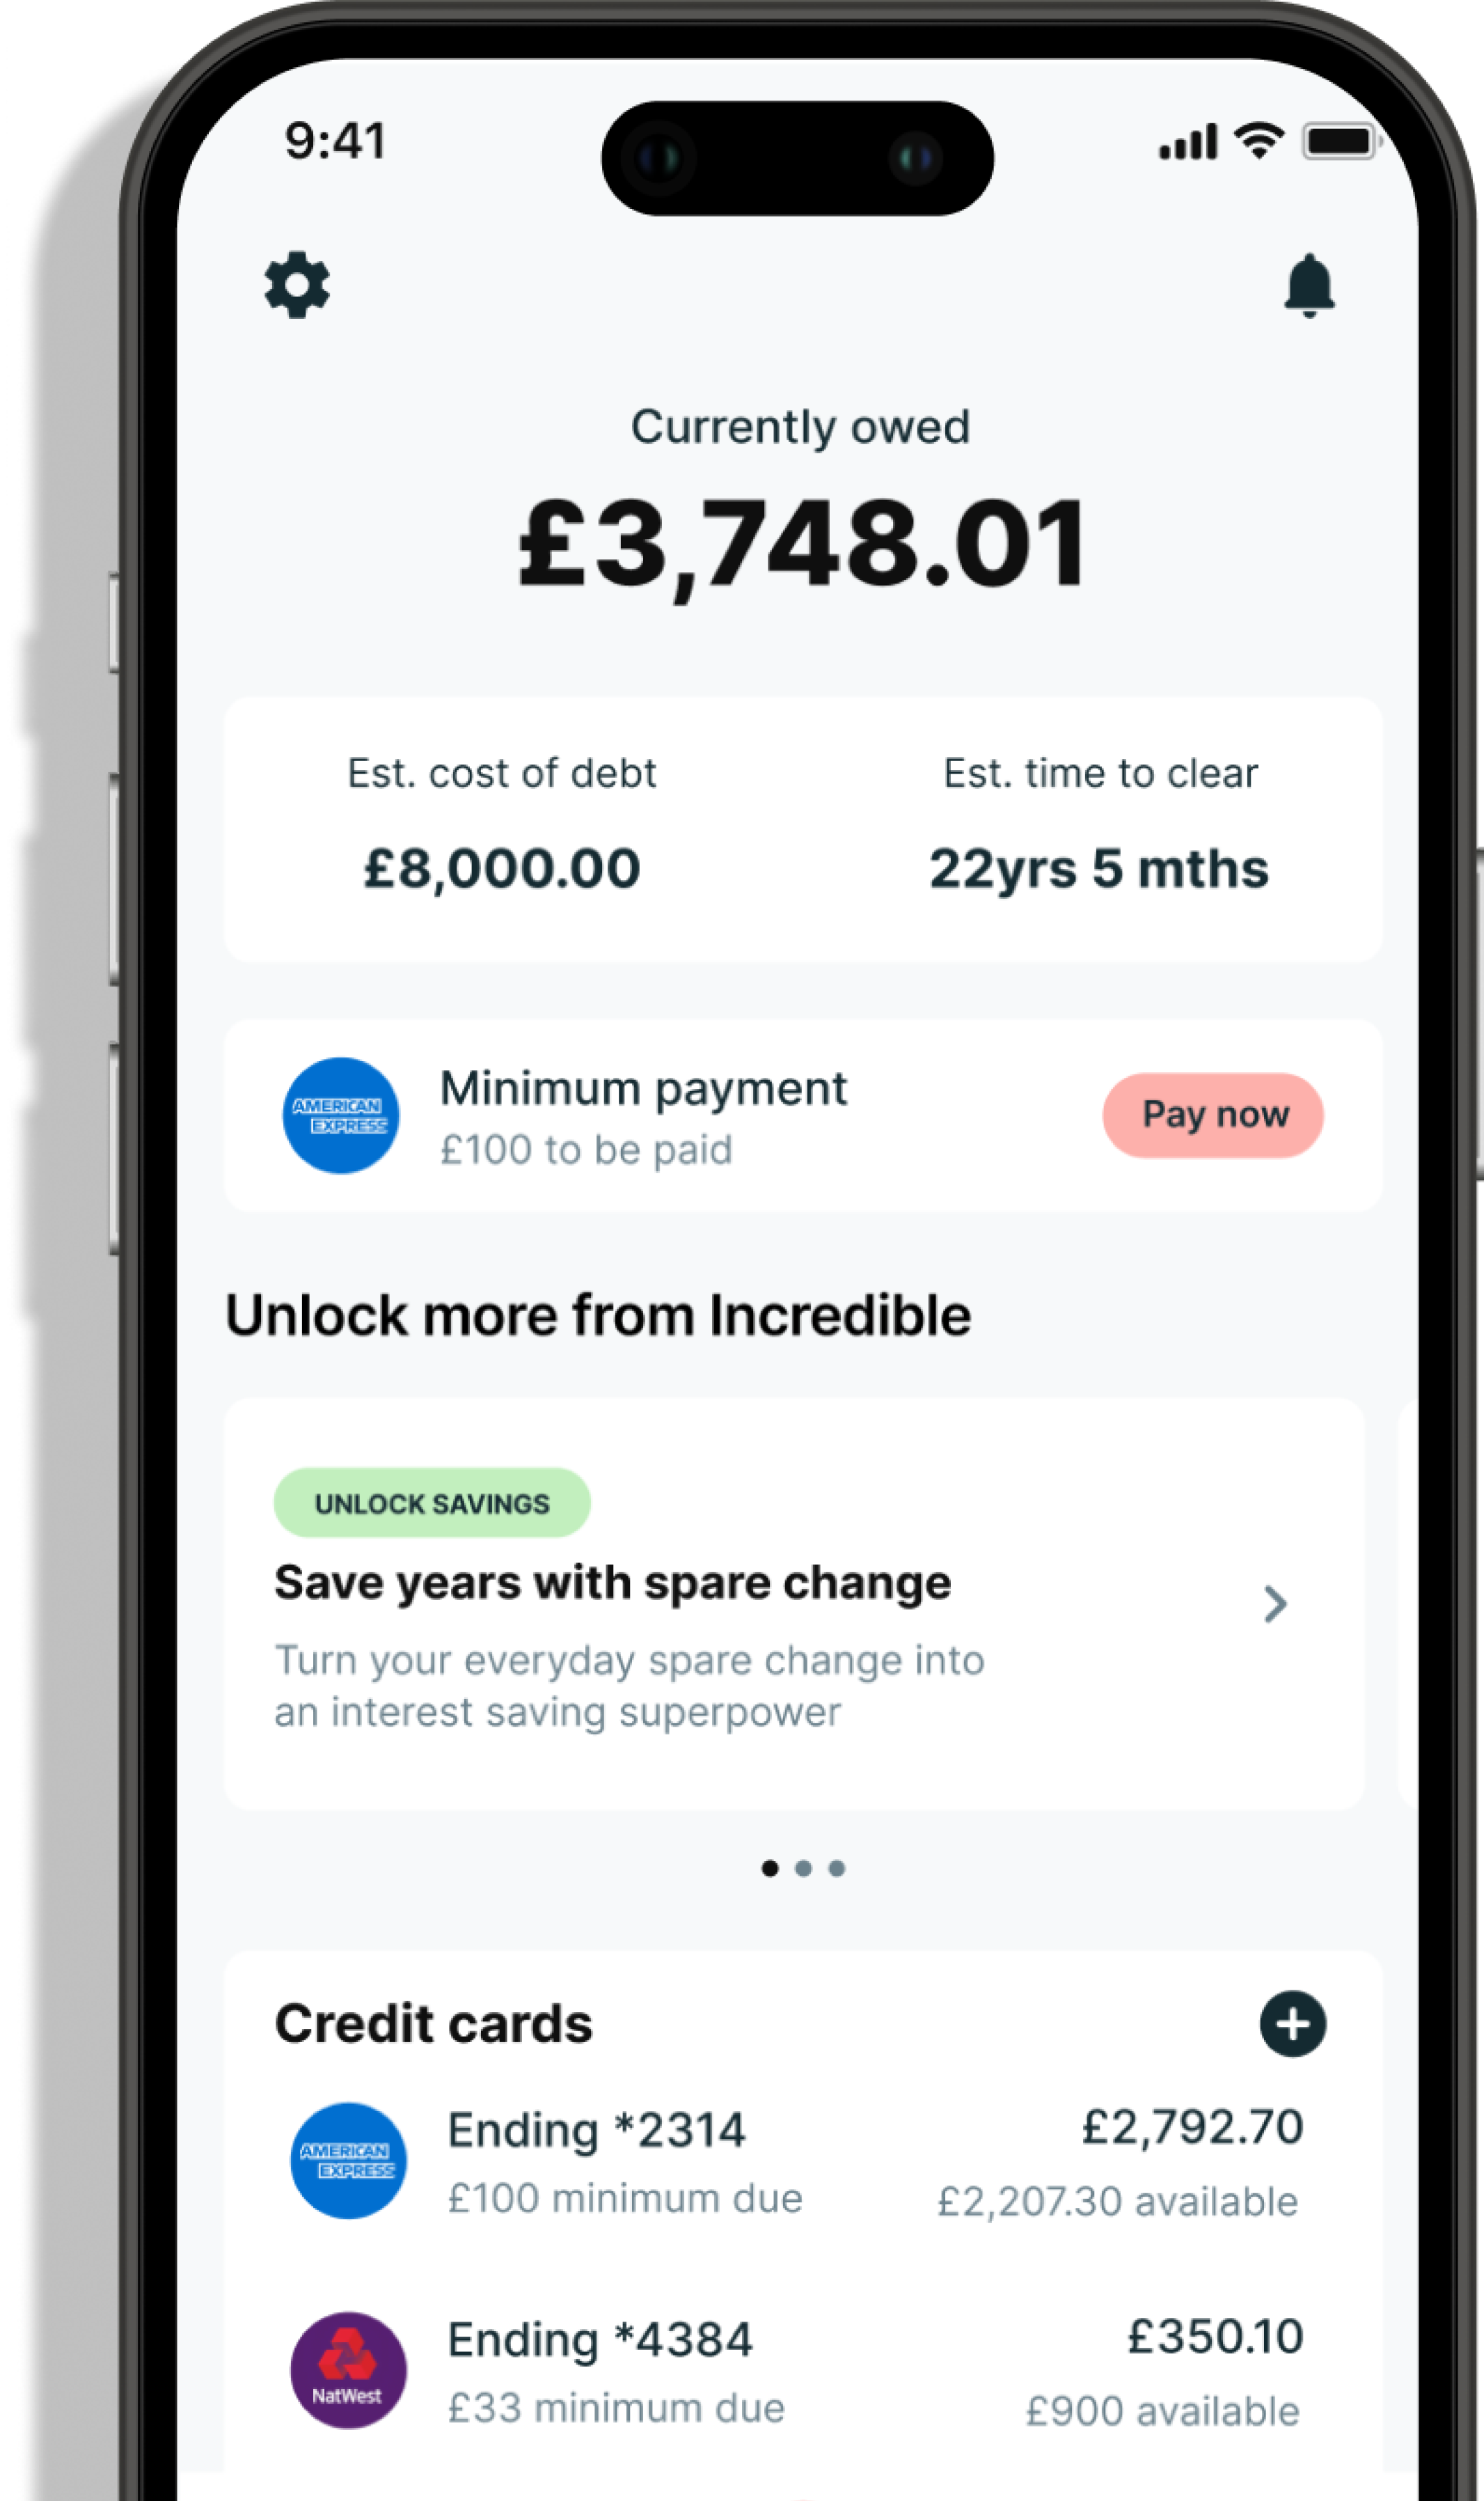 9:41
Currently owed
£3,748.01
Est. cost of debt
Est. time to clear
£8,000.00
22yrs 5 mths
AMERICAN
EXPRESS
Minimum payment
£100 to be paid
Pay now
Unlock more from Incredible
UNLOCK SAVINGS
Save years with spare change
Turn your everyday spare change into
an interest saving superpower
Credit cards
AMERICAN
EXPRESS
Ending *2314
£2,792.70
£100 minimum due
£2,207.30 available
NatWest
Ending *4384
£350.10
£33 minimum due
£900 available